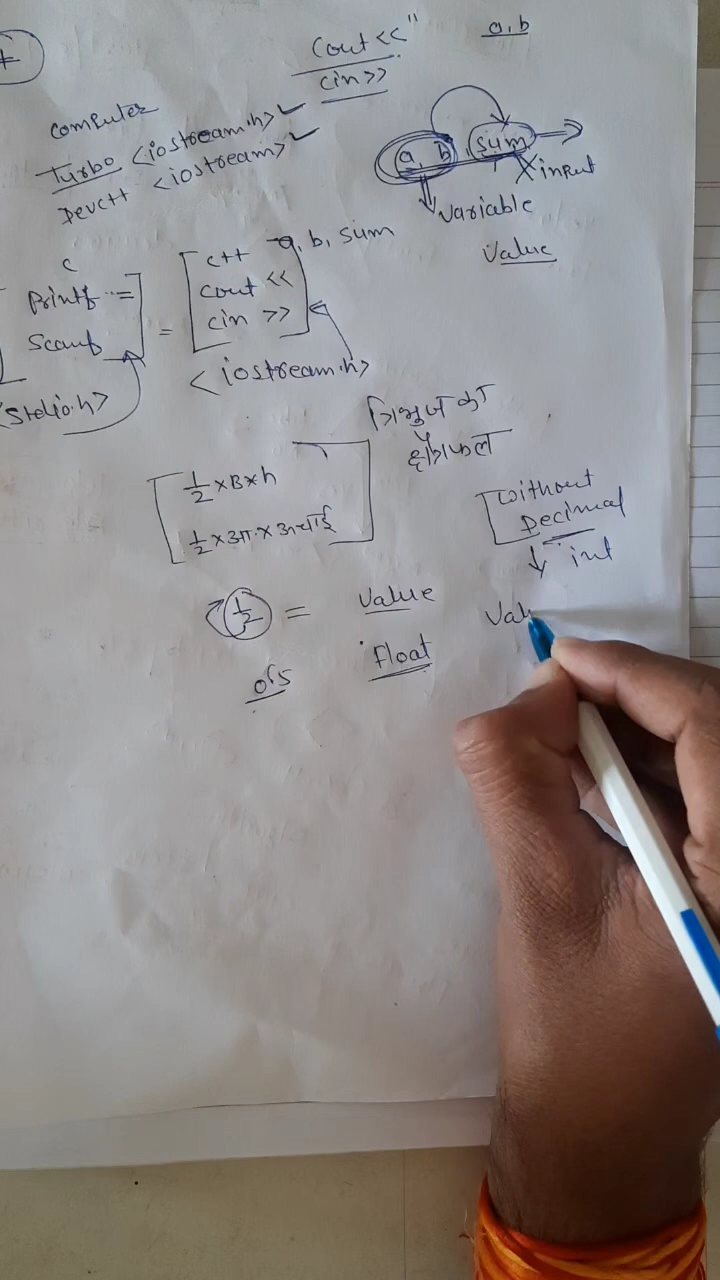 +
Cout <<"
cin >>
a, b
Computer
Turbo <iostream.h> ✓
Devc++ <iostream> ✓
a, b, sum
X input
Variable
Value
C
Printf =
Scanf
<Stdio.h>
=
C++
cout <<
cin >>
<iostream.h>
a, b, sum
त्रिभुज का
क्षेत्रफल
1/2 × B × h
1/2 × आ. × ऊँचाई
Without
Decimal
int
1/2 = Value
0.5
Float
Val